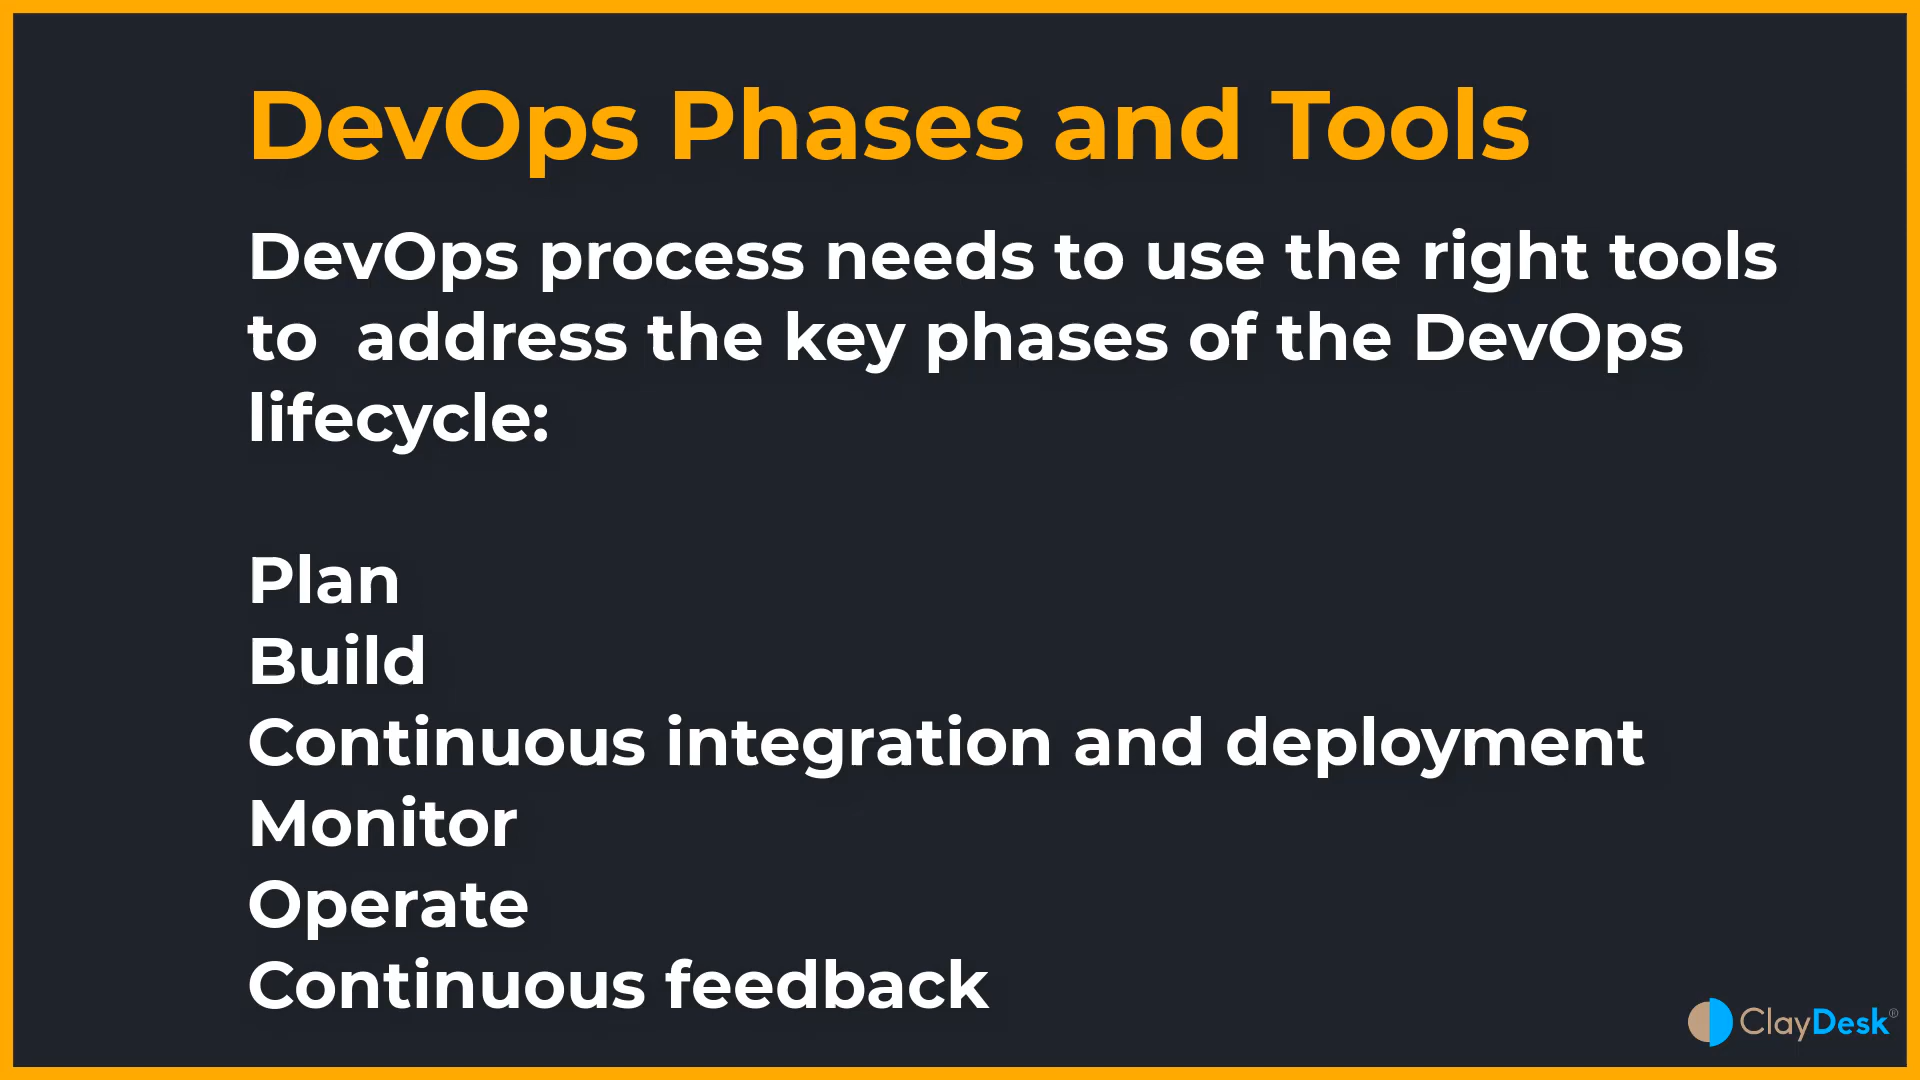 DevOps Phases and Tools
DevOps process needs to use the right tools
to  address the key phases of the DevOps
lifecycle:
Plan
Build
Continuous integration and deployment
Monitor
Operate
Continuous feedback
ClayDesk®